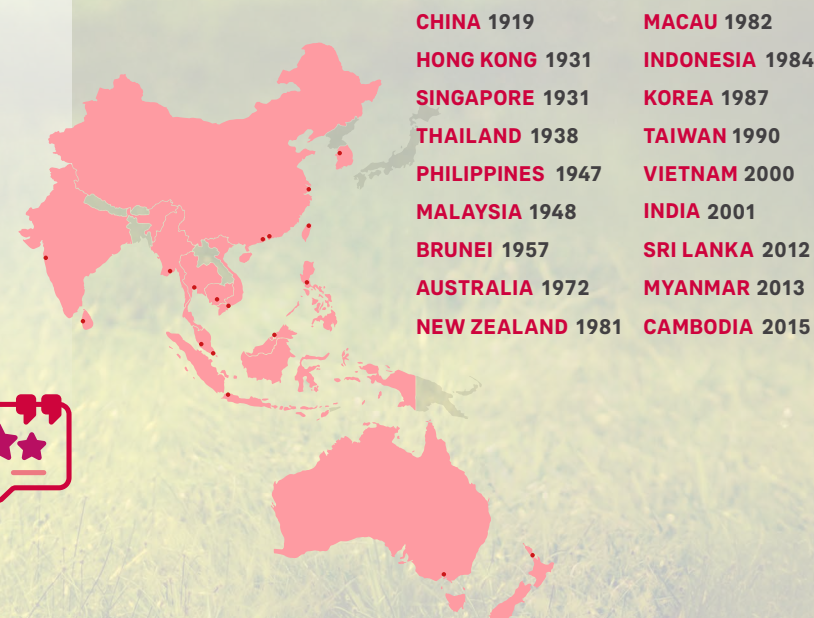 CHINA 1919
HONG KONG 1931
SINGAPORE 1931
THAILAND 1938
PHILIPPINES 1947
MALAYSIA 1948
BRUNEI 1957
AUSTRALIA 1972
NEW ZEALAND 1981
MACAU 1982
INDONESIA 1984
KOREA 1987
TAIWAN 1990
VIETNAM 2000
INDIA 2001
SRI LANKA 2012
MYANMAR 2013
CAMBODIA 2015